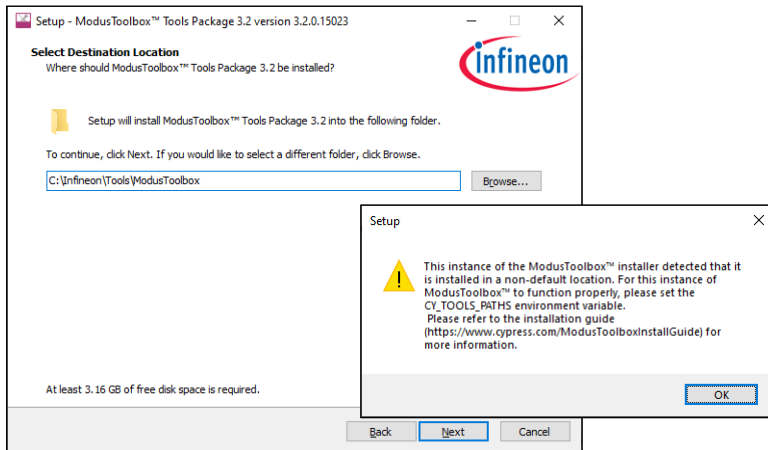 Setup - ModusToolbox™ Tools Package 3.2 version 3.2.0.15023
Select Destination Location
Where should ModusToolbox™ Tools Package 3.2 be installed?
infineon
Setup will install ModusToolbox™ Tools Package 3.2 into the following folder.
To continue, click Next. If you would like to select a different folder, click Browse.
C:\Infineon\Tools\ModusToolbox
Browse...
Setup
This instance of the ModusToolbox™ installer detected that it
is installed in a non-default location. For this instance of
ModusToolbox™ to function properly, please set the
CY_TOOLS_PATHS environment variable.
Please refer to the installation guide
(https://www.cypress.com/ModusToolboxInstallGuide) for
more information.
OK
At least 3.16 GB of free disk space is required.
Back
Next
Cancel